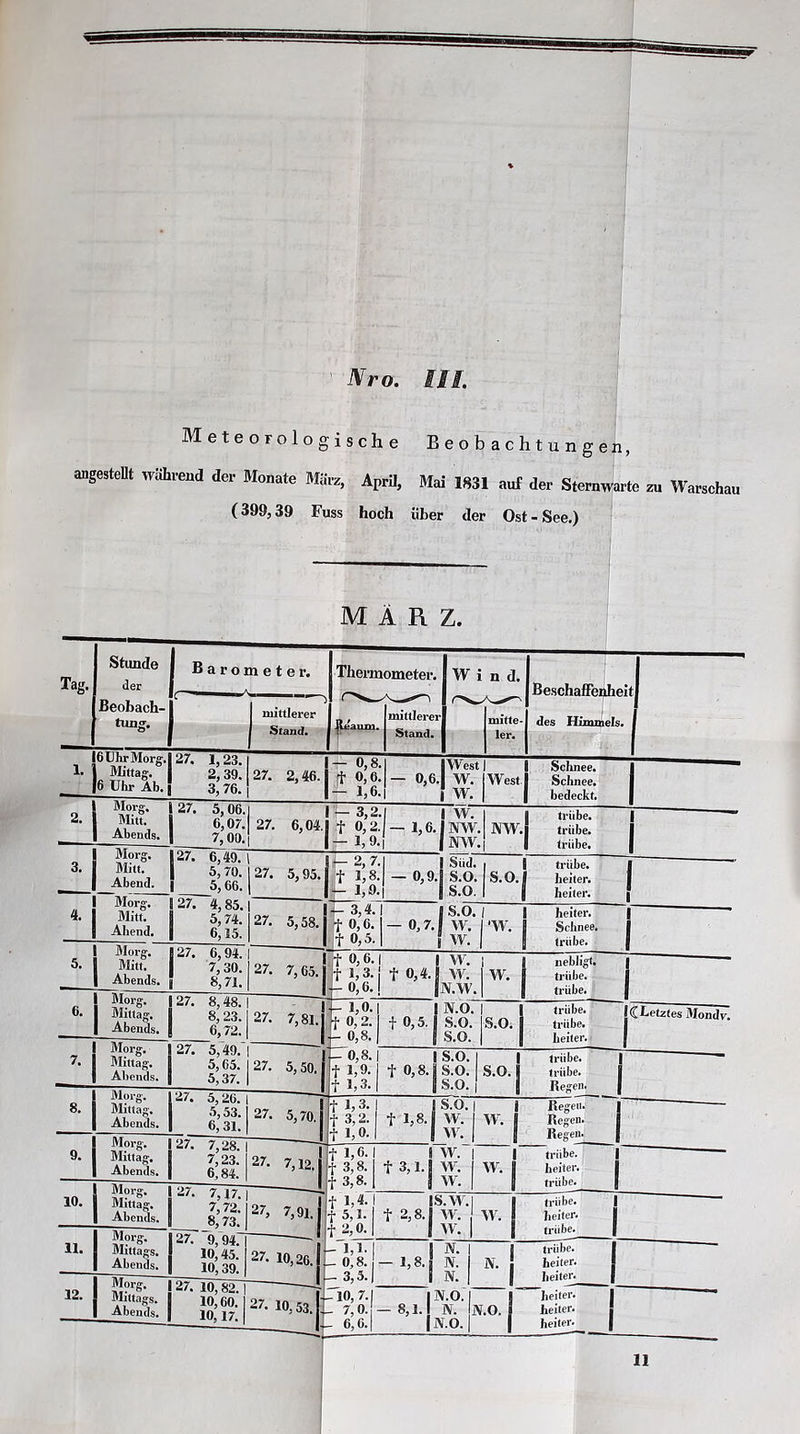 Nro. III.
Meteorologische Beobachtungen,
angestellt während der Monate März, April, Mai 1831 auf der Sternwarte zu Warschau
(399,39 Fuss hoch über der Ost-See.)
MÄRZ.
Tag. Stunde der Beobachtung. Barometer. mittlerer Stand. Thermometer. Réaum. mittlerer Stand. Wind. mittlerer. Beschaffenheit des Himmels.
1. 6 Uhr Morg. 27. 1,23. 27. 2,46. — 0,8. — 0,6. West West Schnee.
Mittag. 2,39. † 0,6. W. Schnee.
6 Uhr Ab. 3,76. — 1,6. W. bedeckt.
2. Morg. 27. 5,06. 27. 6,04. — 3,2. — 1,6. W. NW. trübe.
Mitt. 6,07. † 0,2. NW. trübe.
Abends. 7,00. — 1,9. NW. trübe.
3. Morg. 27. 6,49. 27. 5,95. — 2,7. — 0,9. Süd. S.O. trübe.
Mitt. 5,70. † 1,8. S.O. heiter.
Abend. 5,66. — 1,9. S.O. heiter.
4. Morg. 27. 4,85. 27. 5,58. — 3,4. — 0,7. S.O. 'W. heiter.
Mitt. 5,74. † 0,6. W. Schnee.
Abend. 6,15. † 0,5. W. trübe.
5. Morg. 27. 6,94. 27. 7,65. † 0,6. † 0,4. W. W. nebligt.
Mitt. 7,30. † 1,3. W. trübe.
Abends. 8,71. — 0,6. N.W. trübe.
6. Morg. 27. 8,48. 27. 7,81. — 1,0. † 0,5. N.O. S.O. trübe. ☾Letztes Mondv.
Mittag. 8,23. † 0,2. S.O. trübe.
Abends. 6,72. — 0,8. S.O. heiter.
7. Morg. 27. 5,49. 27. 5,50. — 0,8. † 0,8. S.O. S.O. trübe.
Mittag. 5,65. † 1,9. S.O. trübe.
Abends. 5,37. † 1,3. S.O. Regen.
8. Morg. 27. 5,26. 27. 5,70. † 1,3. † 1,8. S.O. W. Regen.
Mittag. 5,53. † 3,2. W. Regen.
Abends. 6,31. † 1,0. W. Regen.
9. Morg. 27. 7,28. 27. 7,12. † 1,6. † 3,1. W. W. trübe.
Mittag. 7,23. † 3,8. W. heiter.
Abends. 6,84. † 3,8. W. trübe.
10. Morg. 27. 7,17. 27, 7,91. † 1,4. † 2,8. S.W. W. trübe.
Mittag. 7,72. † 5,1. W. heiter.
Abends. 8,73. † 2,0. W. trübe.
11. Morg. 27. 9,94. 27. 10,26. — 1,1. — 1,8. N. N. trübe.
Mittags. 10,45. — 0,8. N. heiter.
Abends. 10,39. — 3,5. N. heiter.
12. Morg. 27. 10,82. 27. 10,53. — 10,7. — 8,1. N.O. N.O. heiter.
Mittags. 10,60. — 7,0. N. heiter.
Abends. 10,17. — 6,6. N.O. heiter.
11